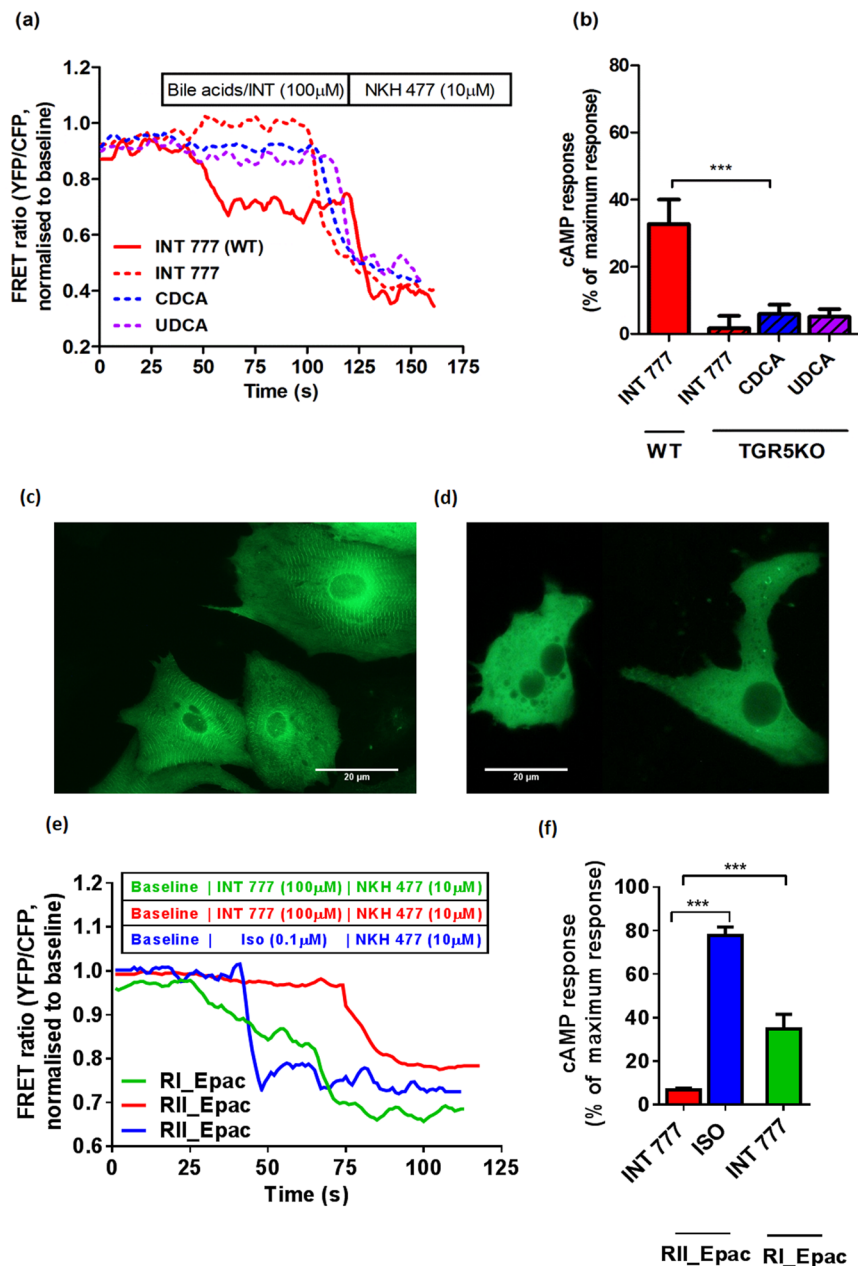 (a)
FRET ratio (YFP/CFP,
normalised to baseline)
1.2
1.0
0.8
0.6
0.4
0.2
Bile acids/INT (100µM) NKH 477 (10µM)
INT 777 (WT)
INT 777
CDCA
UDCA
0 25 50 75 100 125 150 175
Time (s)
(b)
cAMP response
(% of maximum response)
80
60
40
20
0
***
INT 777
INT 777
CDCA
UDCA
WT
TGR5KO
(c)
20 µm
(d)
20 µm
(e)
FRET ratio (YFP/CFP,
normalised to baseline)
1.2
1.1
1.0
0.9
0.8
0.7
0.6
Baseline | INT 777 (100µM) | NKH 477 (10µM)
Baseline | INT 777 (100µM) | NKH 477 (10µM)
Baseline | Iso (0.1µM) | NKH 477 (10µM)
RI_Epac
RII_Epac
RII_Epac
0 25 50 75 100 125
Time (s)
(f)
cAMP response
(% of maximum response)
100
80
60
40
20
0
***
***
INT 777
ISO
INT 777
RII_Epac
RI_Epac